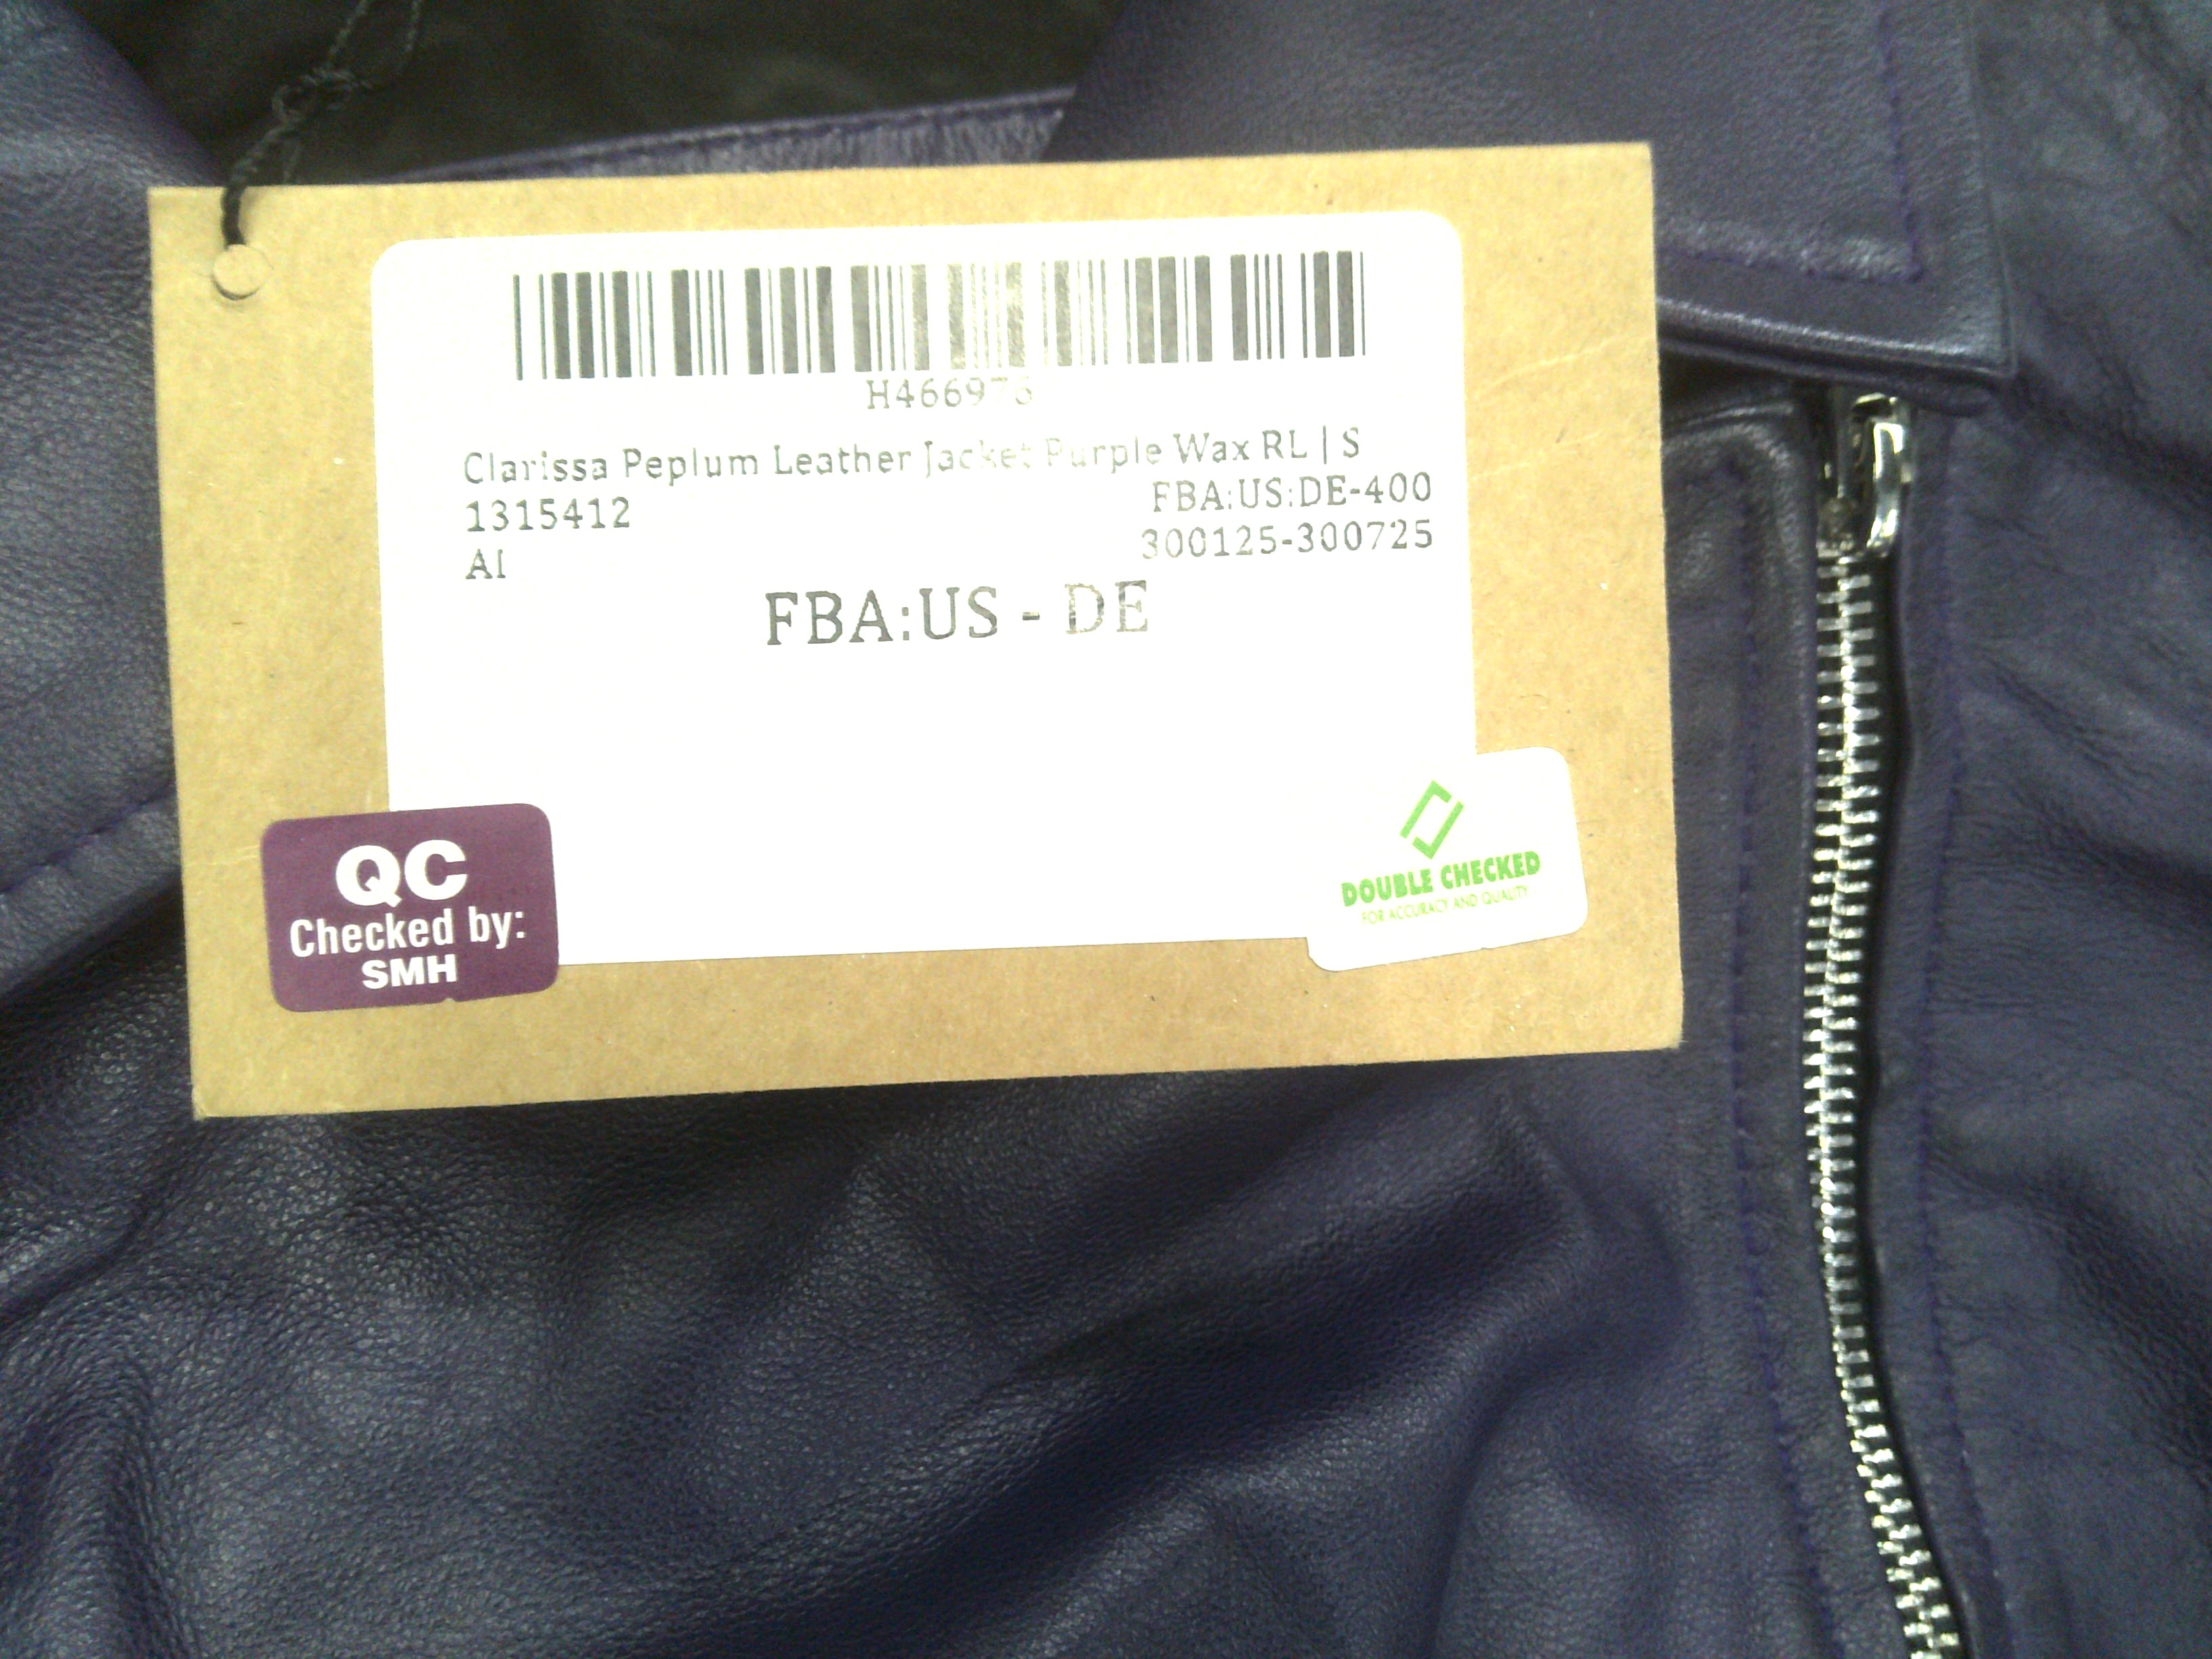 H466976
Clarissa Peplum Leather Jacket Purple Wax RL | S
1315412
FBA:US:DE-400
AI
300125-300725
FBA:US - DE
QC
Checked by:
SMH
DOUBLE CHECKED
FOR ACCURACY AND QUALITY